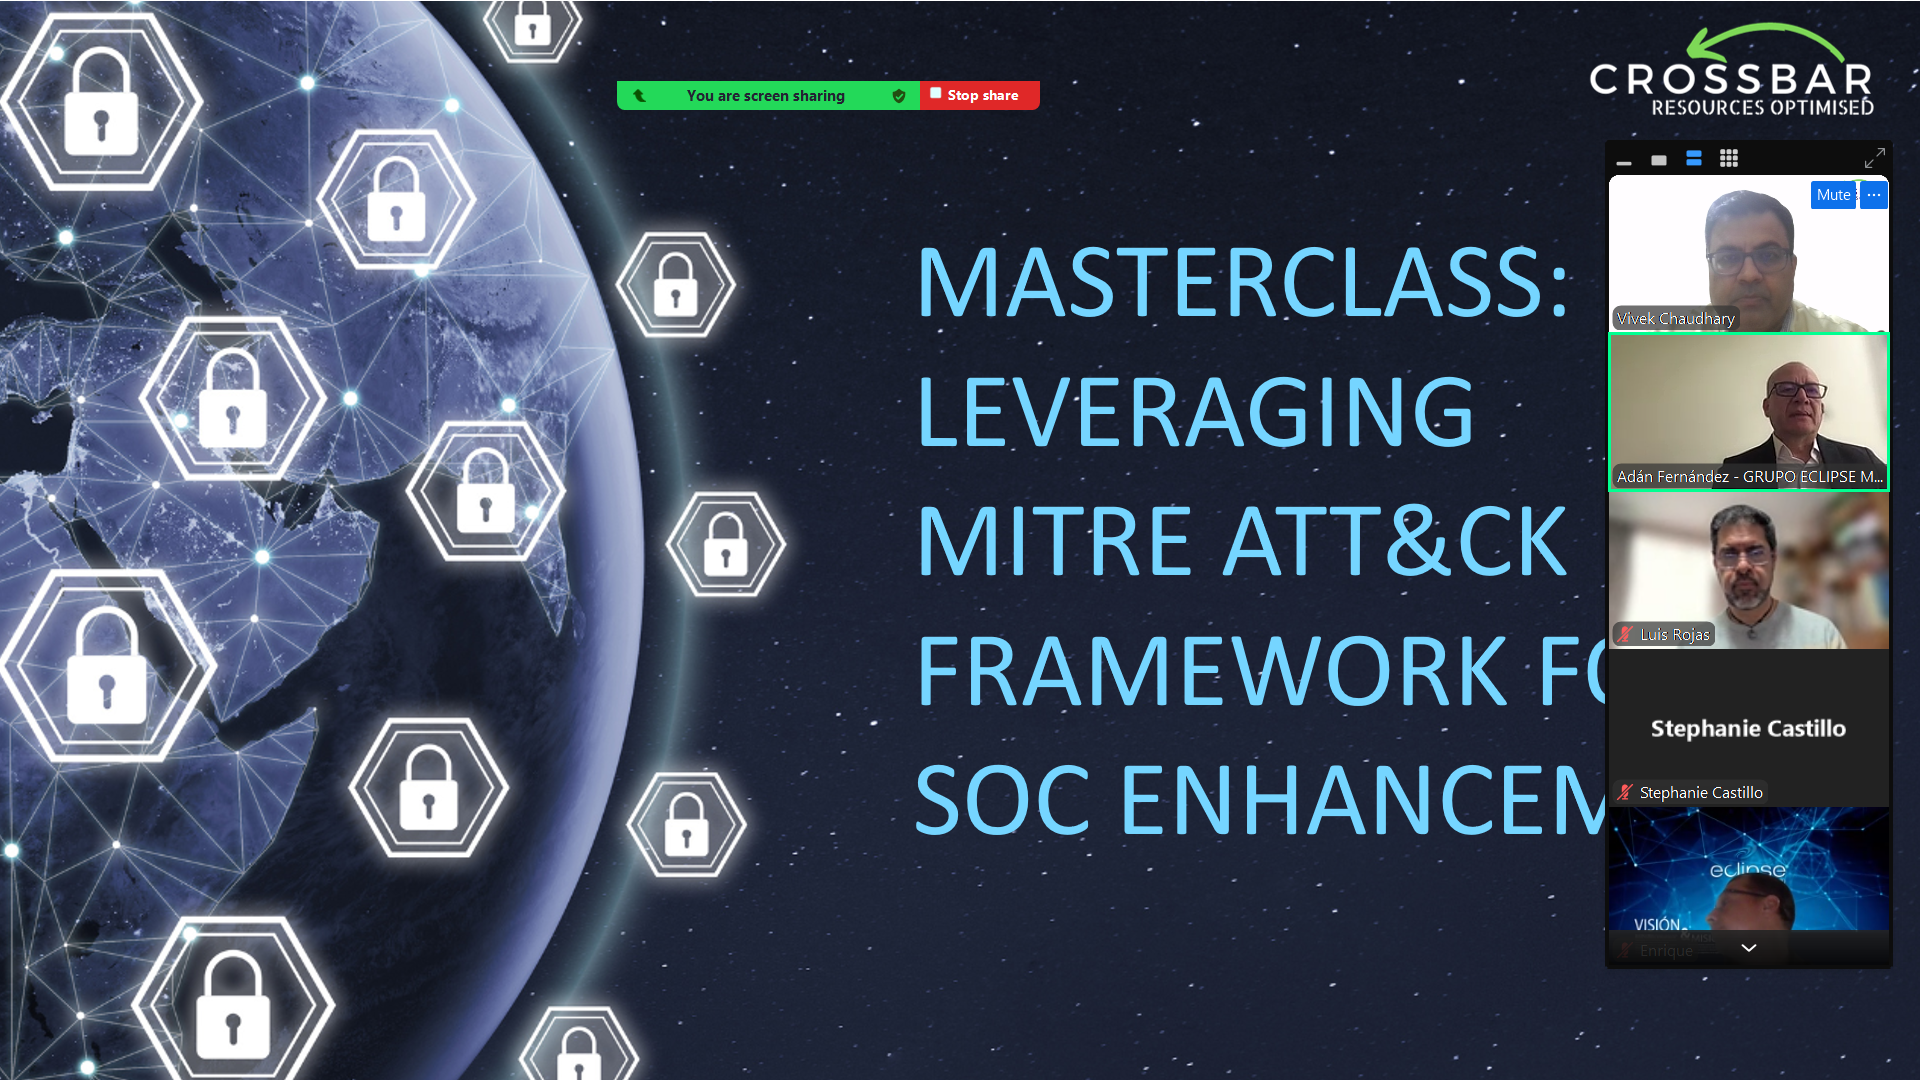 CROSSBAR
RESOURCES OPTIMISED
You are screen sharing
Stop share
MASTERCLASS:
LEVERAGING
MITRE ATT&CK
FRAMEWORK FO
SOC ENHANCEM
Mute
Vivek Chaudhary
Adán Fernández - GRUPO ECLIPSE M...
Luis Rojas
Stephanie Castillo
Stephanie Castillo
eclipse
VISIÓN
Enrique